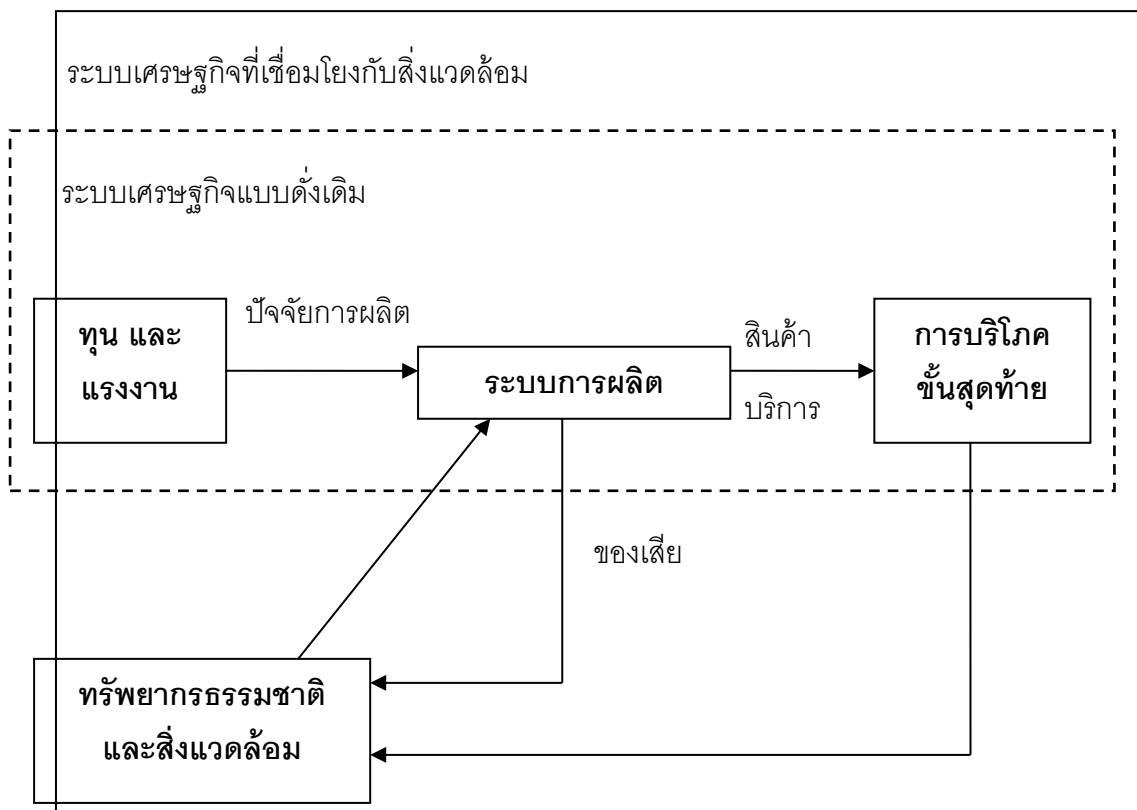 ระบบเศรษฐกิจที่เชื่อมโยงกับสิ่งแวดล้อม
ระบบเศรษฐกิจแบบดั่งเดิม
ปัจจัยการผลิต
ทุน และ
แรงงาน
ระบบการผลิต
สินค้า
บริการ
การบริโภค
ขั้นสุดท้าย
ของเสีย
ทรัพยากรธรรมชาติ
และสิ่งแวดล้อม